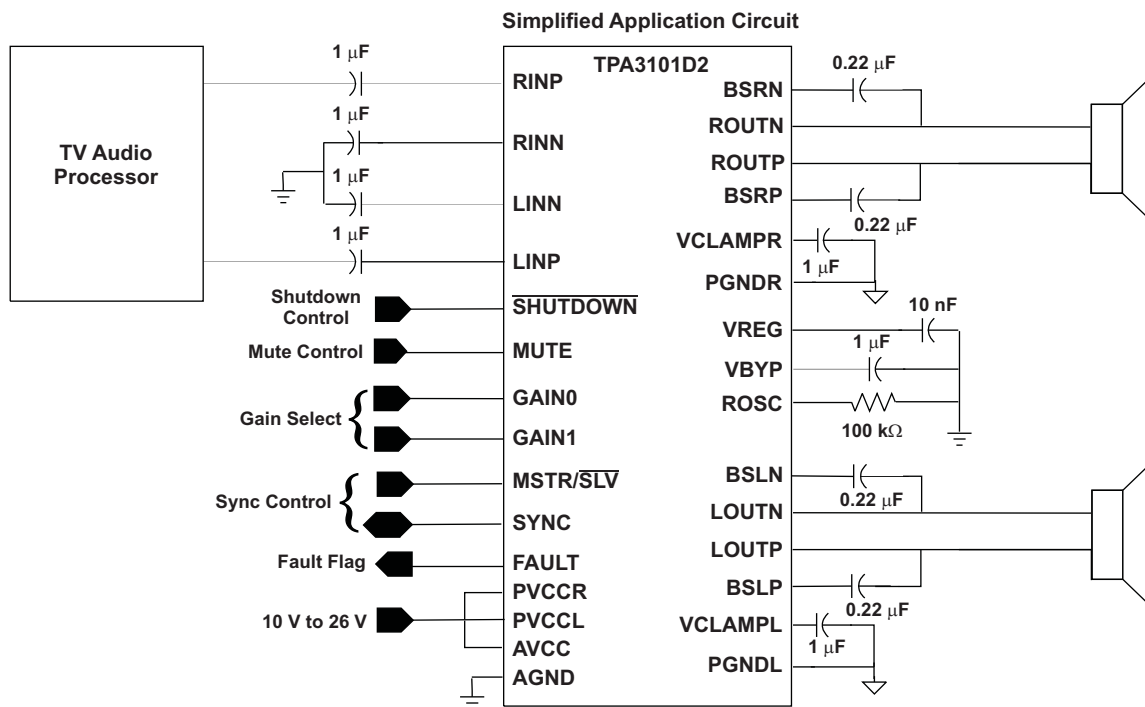 Simplified Application Circuit
TV Audio
Processor
1 μF
1 μF
1 μF
1 μF
Shutdown
Control
Mute Control
Gain Select
Sync Control
Fault Flag
10 V to 26 V
TPA3101D2
RINP
RINN
LINN
LINP
SHUTDOWN
MUTE
GAIN0
GAIN1
MSTR/SLV
SYNC
FAULT
PVCCR
PVCCL
AVCC
AGND
BSRN
ROUTN
ROUTP
BSRP
VCLAMPR
PGNDR
VREG
VBYP
ROSC
BSLN
LOUTN
LOUTP
BSLP
VCLAMPL
PGNDL
0.22 μF
0.22 μF
1 μF
10 nF
1 μF
100 kΩ
0.22 μF
0.22 μF
1 μF